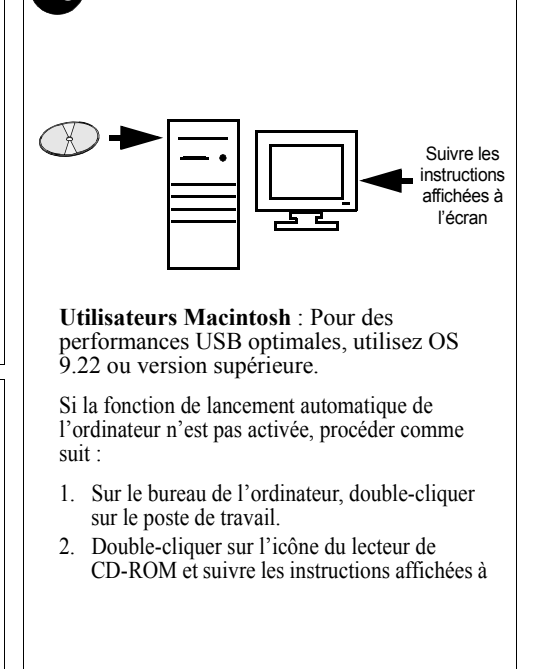 Suivre les
instructions
affichées à
l’écran
Utilisateurs Macintosh : Pour des
performances USB optimales, utilisez OS
9.22 ou version supérieure.
Si la fonction de lancement automatique de
l’ordinateur n’est pas activée, procéder comme
suit :
1. Sur le bureau de l’ordinateur, double-cliquer
sur le poste de travail.
2. Double-cliquer sur l’icône du lecteur de
CD-ROM et suivre les instructions affichées à